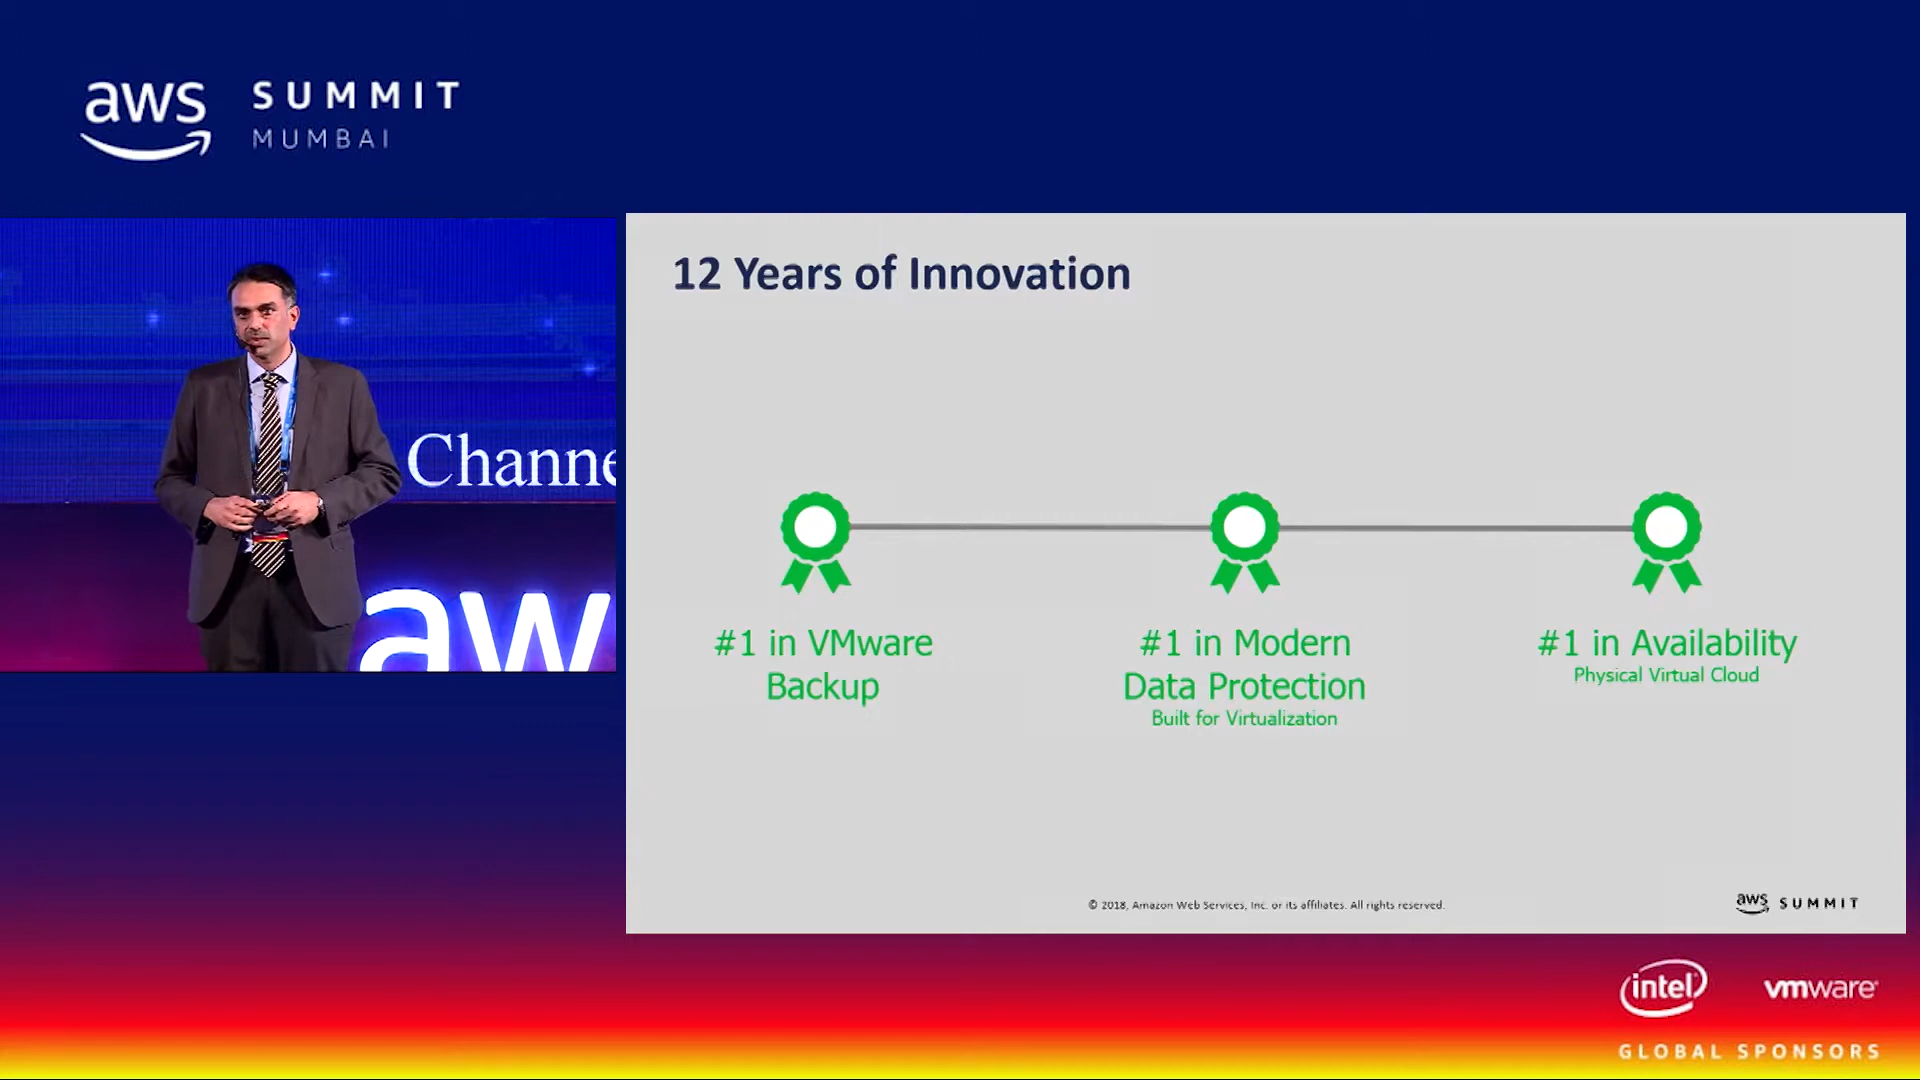 aws
SUMMIT
MUMBAI
Channe
aw
12 Years of Innovation
#1 in VMware
Backup
#1 in Modern
Data Protection
Built for Virtualization
#1 in Availability
Physical Virtual Cloud
© 2018, Amazon Web Services, Inc. or its affiliates. All rights reserved.
aws SUMMIT
intel
vmware
GLOBAL SPONSORS